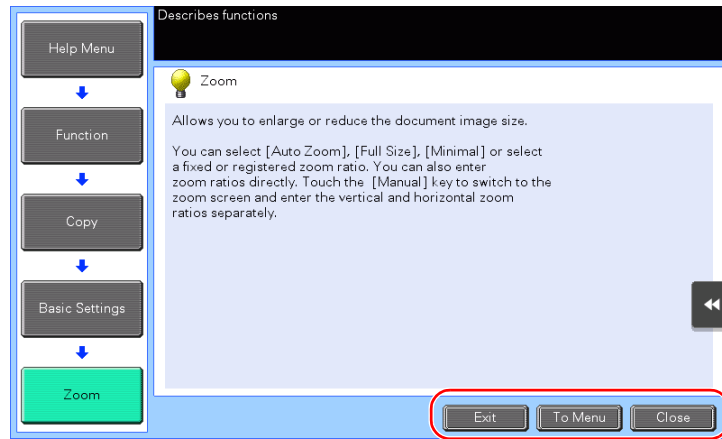 Describes functions
Help Menu
Zoom
Allows you to enlarge or reduce the document image size.
Function
You can select [Auto Zoom], [Full Size], [Minimal] or select
a fixed or registered zoom ratio. You can also enter
zoom ratios directly. Touch the [Manual] key to switch to the
zoom screen and enter the vertical and horizontal zoom
ratios separately.
Copy
Basic Settings
Zoom
Exit
To Menu
Close